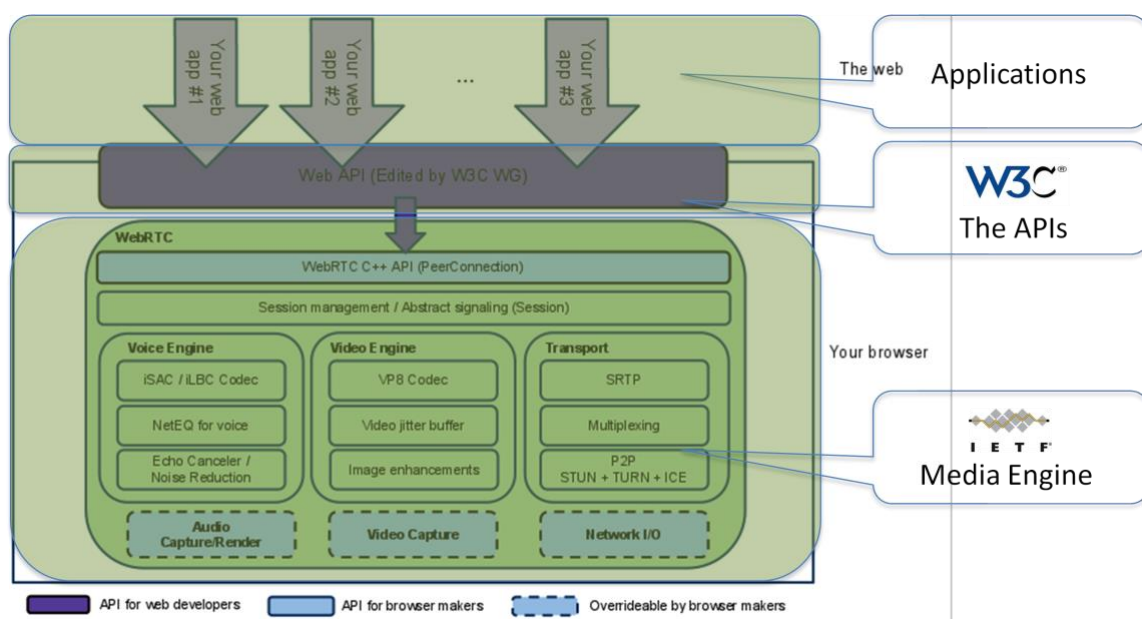 Your web
app #1
Your web
app #2
...
Your web
app #3
The web
Applications
Web API (Edited by W3C WG)
W3C®
The APIs
WebRTC
WebRTC C++ API (PeerConnection)
Session management / Abstract signaling (Session)
Your browser
Voice Engine
iSAC / iLBC Codec
NetEQ for voice
Echo Canceler /
Noise Reduction
Video Engine
VP8 Codec
Video jitter buffer
Image enhancements
Transport
SRTP
Multiplexing
P2P
STUN + TURN + ICE
I E T F®
Media Engine
Audio
Capture/Render
Video Capture
Network I/O
API for web developers
API for browser makers
Overrideable by browser makers